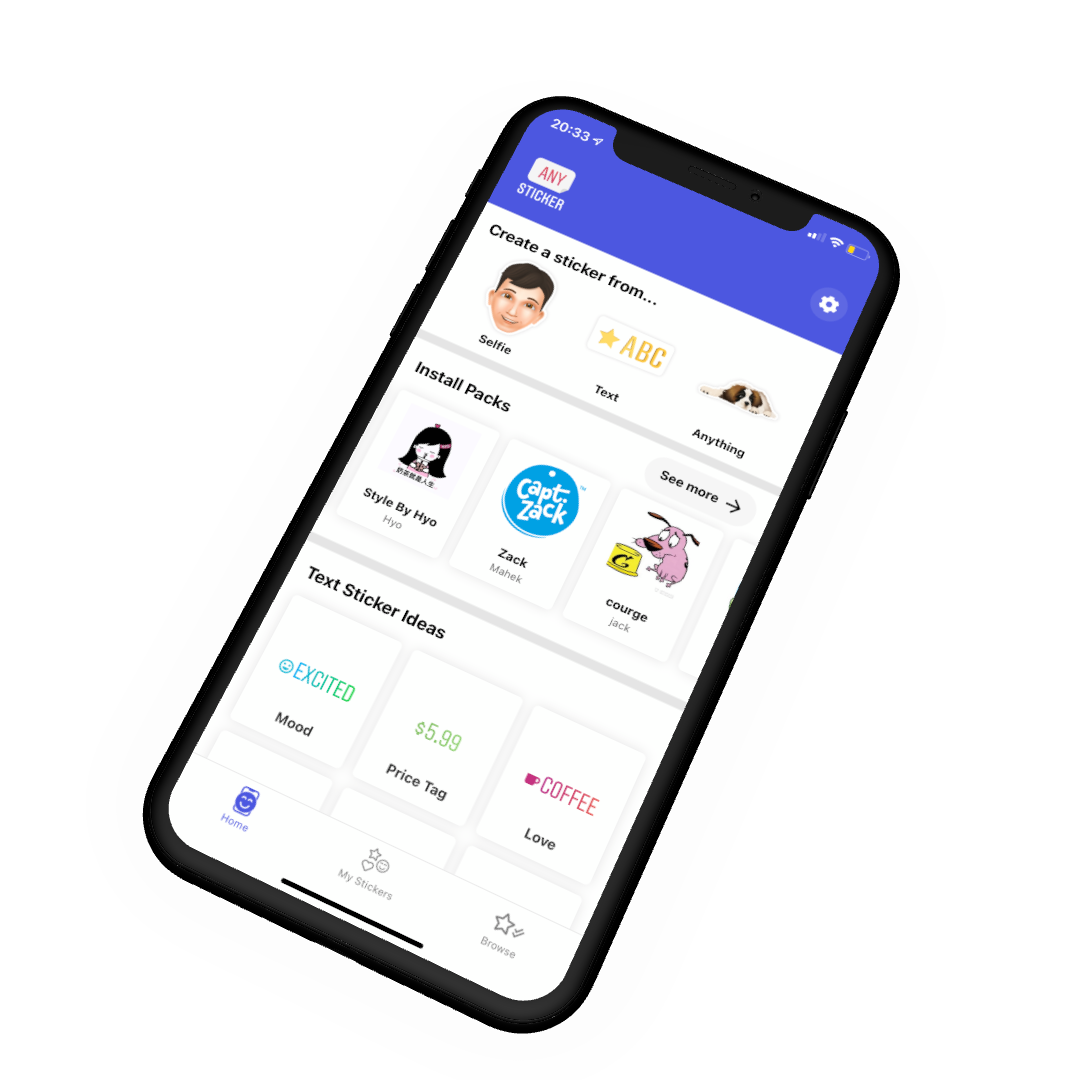 20:33
ANY
STICKER
Create a sticker from...
ABC
Selfie
Text
Anything
Install Packs
See more
奶茶就是人生
Capt.
Zack
™
Style By Hyo
Hyo
Zack
Mahek
courge
jack
Text Sticker Ideas
EXCITED
Mood
$5.99
Price Tag
COFFEE
Love
Home
My Stickers
Browse